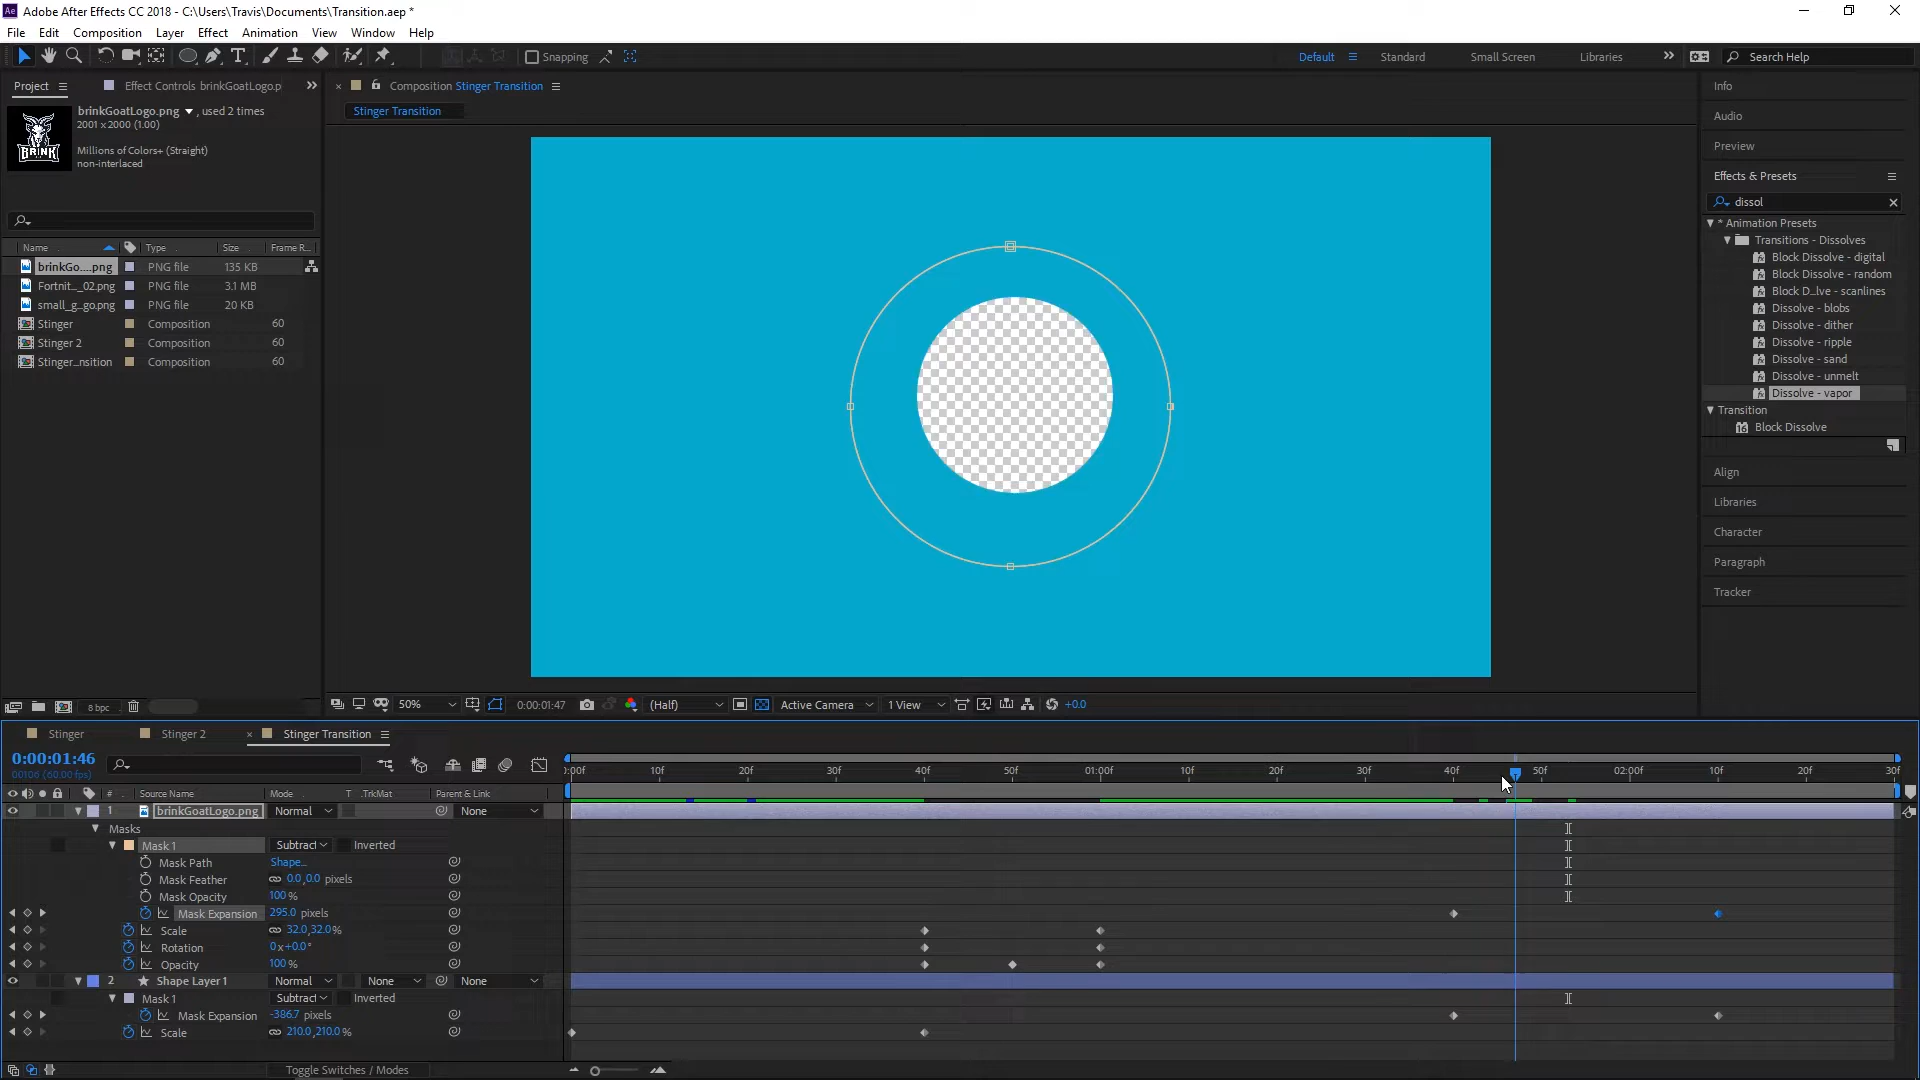 Adobe After Effects CC 2018 - C:\Users\Travis\Documents\Transition.aep *
File Edit Composition Layer Effect Animation View Window Help
Snapping
Default Standard Small Screen Libraries Search Help
Project Effect Controls brinkGoatLogo.p
Composition Stinger Transition
Info
brinkGoatLogo.png , used 2 times
Stinger Transition
2001 x 2000 (1.00)
Audio
BRINK
Millions of Colors+ (Straight)
non-interlaced
Preview
Effects & Presets
dissol
* Animation Presets
Transitions - Dissolves
Block Dissolve - digital
Block Dissolve - random
Block D...lve - scanlines
Dissolve - blobs
Dissolve - dither
Dissolve - ripple
Dissolve - sand
Dissolve - unmelt
Dissolve - vapor
Transition
Block Dissolve
Align
Libraries
Character
Paragraph
Tracker
Name Type Size Frame R...
brinkGo....png PNG file 135 KB
Fortnit..._02.png PNG file 3.1 MB
small_g...go.png PNG file 20 KB
Stinger Composition 60
Stinger 2 Composition 60
Stinger...nsition Composition 60
8 bpc
50% 0:00:01:47 (Half) Active Camera 1 View +0.0
Stinger Stinger 2 Stinger Transition
0:00:01:46
00106 (60.00 fps)
:00f 10f 20f 30f 40f 50f 01:00f 10f 20f 30f 40f 50f 02:00f 10f 20f 30f
# Source Name Mode T .TrkMat Parent & Link
1 brinkGoatLogo.png Normal None
Masks
Mask 1 Subtract Inverted
Mask Path Shape...
Mask Feather 0.0,0.0 pixels
Mask Opacity 100 %
Mask Expansion 295.0 pixels
Scale 32.0,32.0 %
Rotation 0 x +0.0 °
Opacity 100 %
2 Shape Layer 1 Normal None None
Mask 1 Subtract Inverted
Mask Expansion -386.7 pixels
Scale 210.0,210.0 %
Toggle Switches / Modes